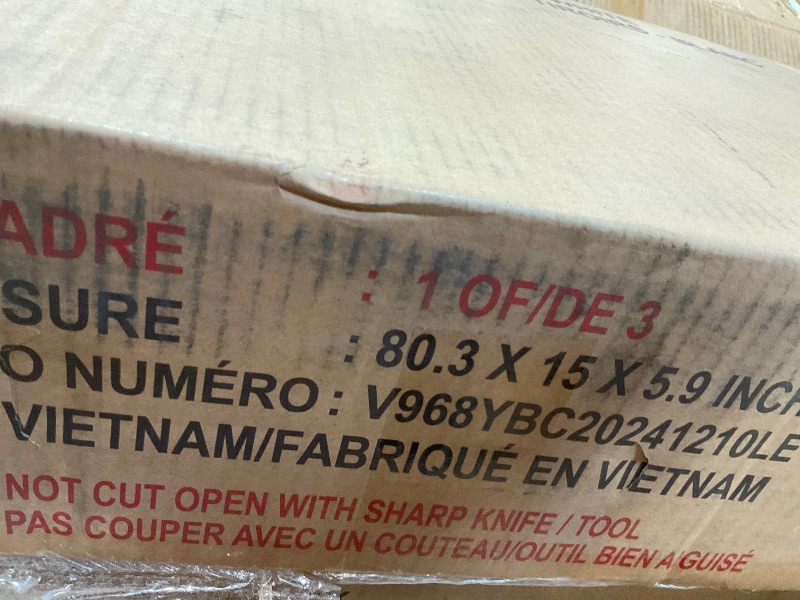 ADRÉ : 1 OF/DE 3
SURE : 80.3 X 15 X 5.9 INCH
O NUMÉRO : V968YBC20241210LE
VIETNAM/FABRIQUÉ EN VIETNAM
NOT CUT OPEN WITH SHARP KNIFE / TOOL
PAS COUPER AVEC UN COUTEAU/OUTIL BIEN A'GUISÉ